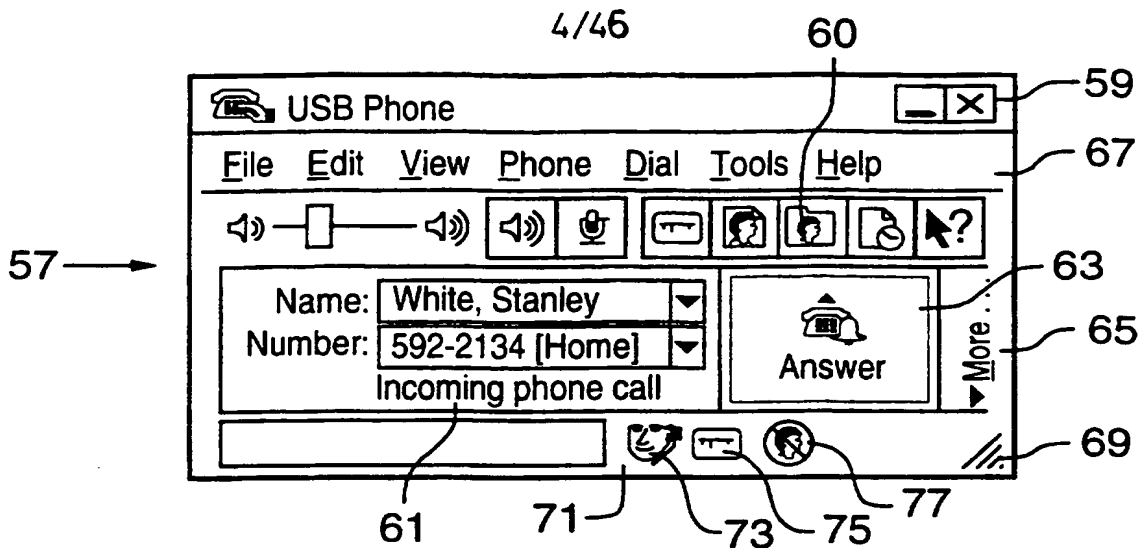 4/46
60
USB Phone
59
File Edit View Phone Dial Tools Help
67
?
57
Name: White, Stanley
63
Number: 592-2134 [Home]
Answer
More . . .
65
Incoming phone call
69
61
71
73
75
77